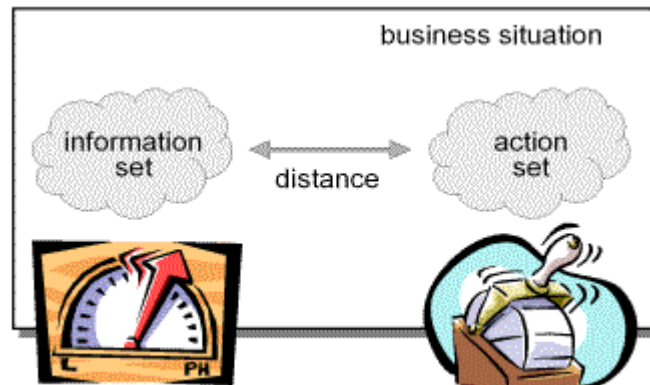 business situation
information
set
distance
action
set
L
PH